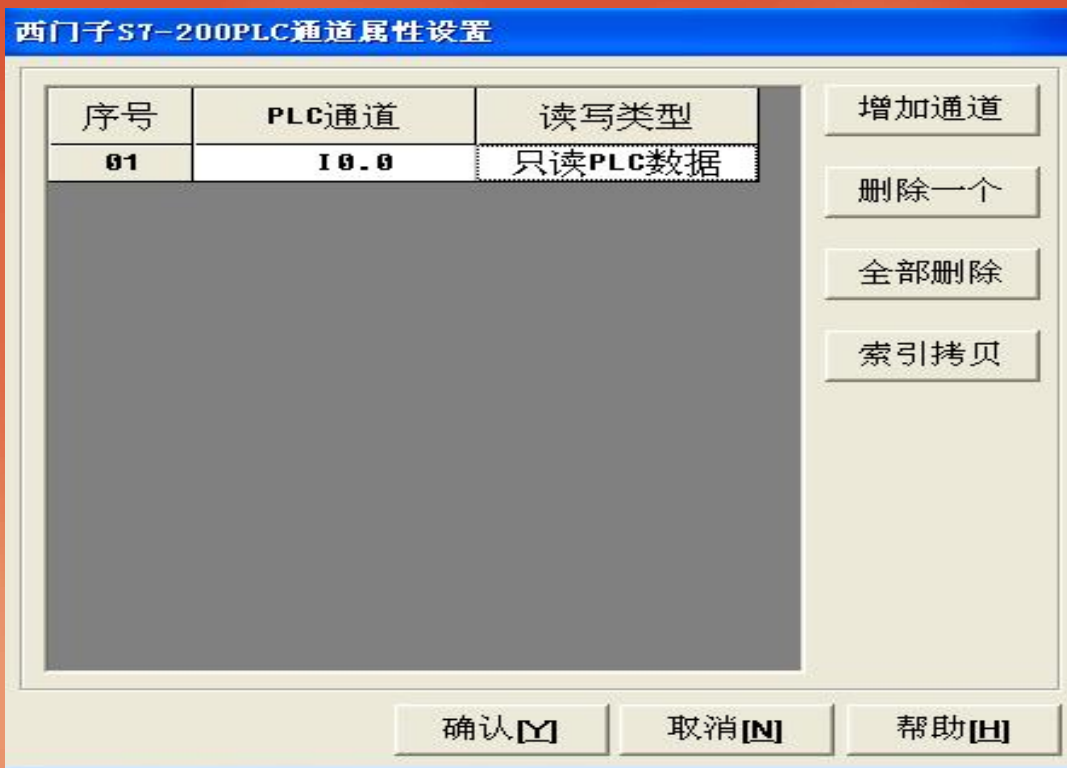 西门子S7-200PLC通道属性设置
序号 PLC通道 读写类型 增加通道
01 I0.0 只读PLC数据
删除一个
全部删除
索引拷贝
确认[Y] 取消[N] 帮助[H]